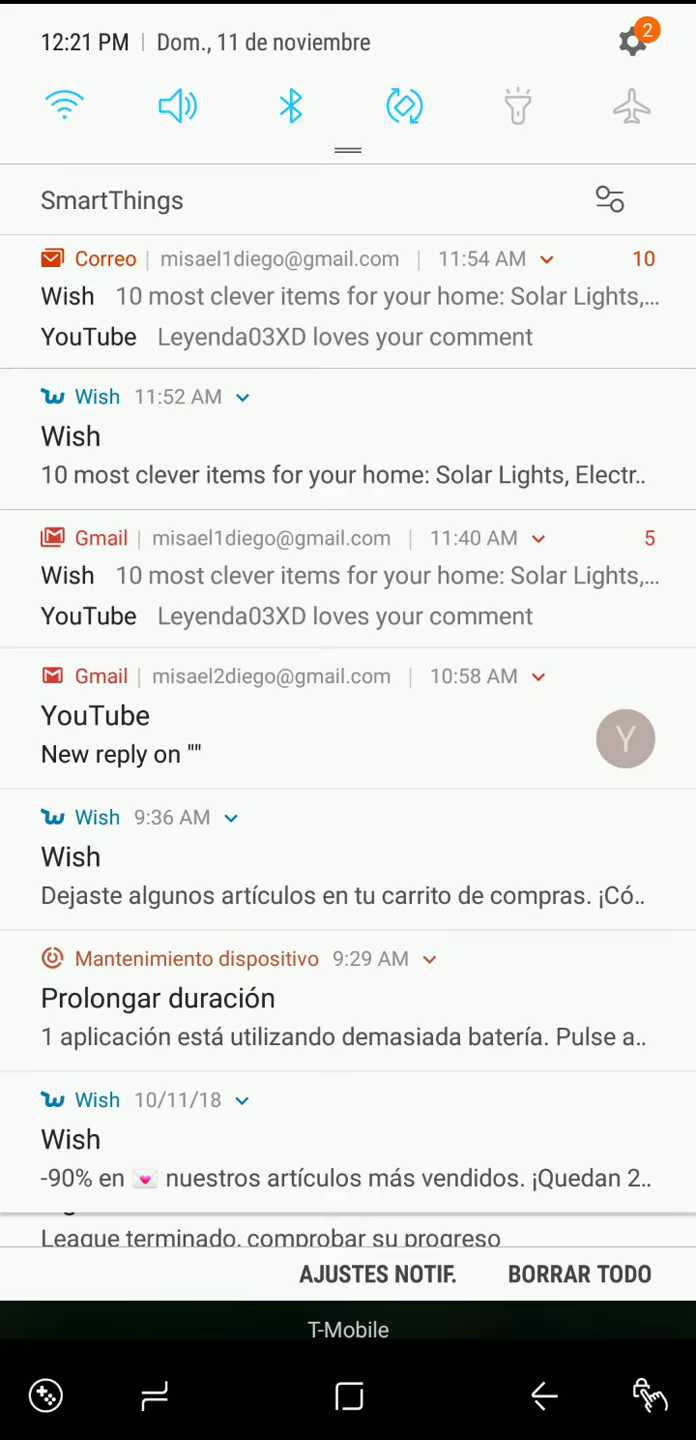 12:21 PM | Dom., 11 de noviembre
2
SmartThings
Correo | misael1diego@gmail.com | 11:54 AM 10
Wish 10 most clever items for your home: Solar Lights,...
YouTube Leyenda03XD loves your comment
Wish 11:52 AM
Wish
10 most clever items for your home: Solar Lights, Electr..
Gmail | misael1diego@gmail.com | 11:40 AM 5
Wish 10 most clever items for your home: Solar Lights,...
YouTube Leyenda03XD loves your comment
Gmail | misael2diego@gmail.com | 10:58 AM
YouTube
Y
New reply on ""
Wish 9:36 AM
Wish
Dejaste algunos artículos en tu carrito de compras. ¡Có..
Mantenimiento dispositivo 9:29 AM
Prolongar duración
1 aplicación está utilizando demasiada batería. Pulse a..
Wish 10/11/18
Wish
-90% en 💌 nuestros artículos más vendidos. ¡Quedan 2..
League terminado, comprobar su progreso
AJUSTES NOTIF. BORRAR TODO
T-Mobile